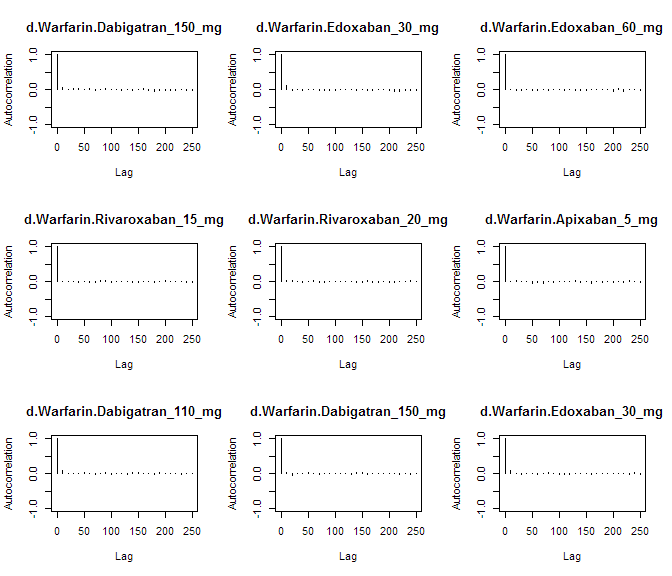 d.Warfarin.Dabigatran_150_mg d.Warfarin.Edoxaban_30_mg d.Warfarin.Edoxaban_60_mg
Autocorrelation Autocorrelation Autocorrelation
1.0 1.0 1.0
0.0 0.0 0.0
-1.0 -1.0 -1.0
0 50 100 150 200 250 0 50 100 150 200 250 0 50 100 150 200 250
Lag Lag Lag
d.Warfarin.Rivaroxaban_15_mg d.Warfarin.Rivaroxaban_20_mg d.Warfarin.Apixaban_5_mg
Autocorrelation Autocorrelation Autocorrelation
1.0 1.0 1.0
0.0 0.0 0.0
-1.0 -1.0 -1.0
0 50 100 150 200 250 0 50 100 150 200 250 0 50 100 150 200 250
Lag Lag Lag
d.Warfarin.Dabigatran_110_mg d.Warfarin.Dabigatran_150_mg d.Warfarin.Edoxaban_30_mg
Autocorrelation Autocorrelation Autocorrelation
1.0 1.0 1.0
0.0 0.0 0.0
-1.0 -1.0 -1.0
0 50 100 150 200 250 0 50 100 150 200 250 0 50 100 150 200 250
Lag Lag Lag